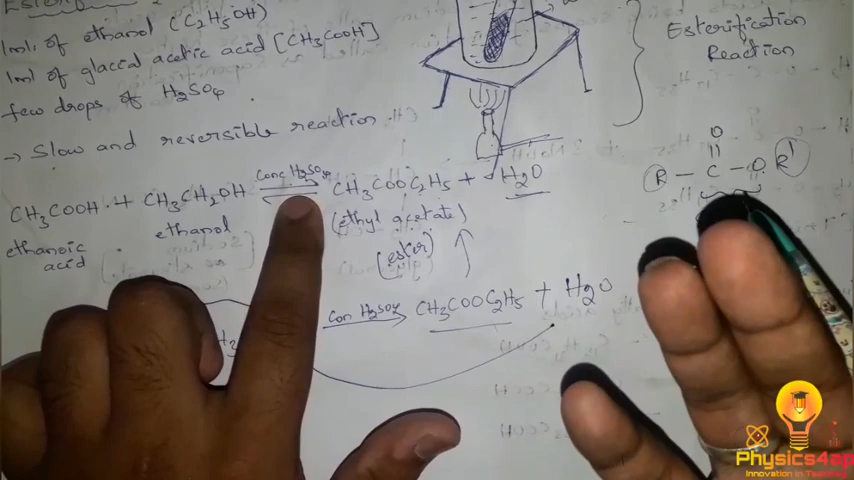 1ml. of ethanol (C2H5OH)
1ml of glacial acetic acid [CH3COOH]
few drops of H2SO4.
→ Slow and reversible reaction.
CH3COOH + CH3CH2OH ⇌ CH3COOC2H5 + H2O
Conc H2SO4
ethanoic acid
ethanol
(ethyl acetate)
(ester)
Con H2SO4 → CH3COOC2H5 + H2O
Esterification
Reaction
O
R — C — O R'
Physics4ap
Innovation in Teaching